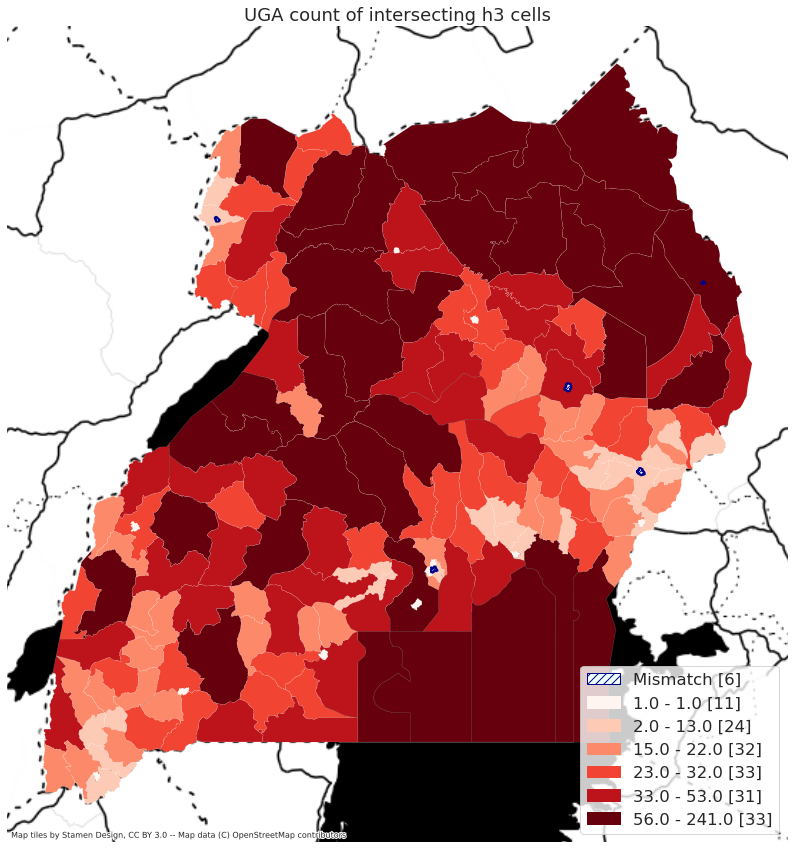 UGA count of intersecting h3 cells
Mismatch [6]
1.0 - 1.0 [11]
2.0 - 13.0 [24]
15.0 - 22.0 [32]
23.0 - 32.0 [33]
33.0 - 53.0 [31]
56.0 - 241.0 [33]
Map tiles by Stamen Design, CC BY 3.0 -- Map data (C) OpenStreetMap contributors